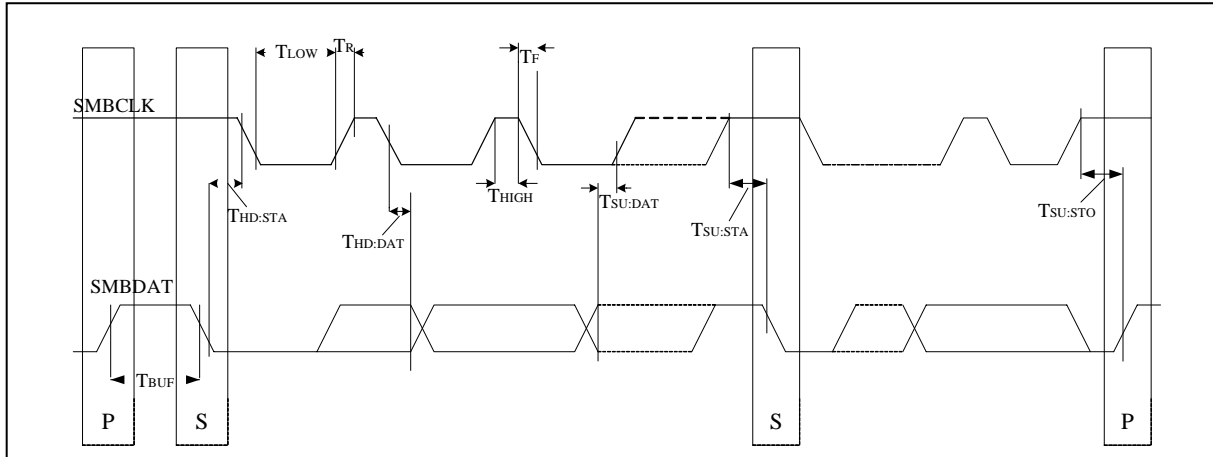 TLOW
TR
TF
SMBCLK
THD:STA
THIGH
TSU:DAT
THD:DAT
TSU:STA
TSU:STO
SMBDAT
TBUF
P
S
S
P